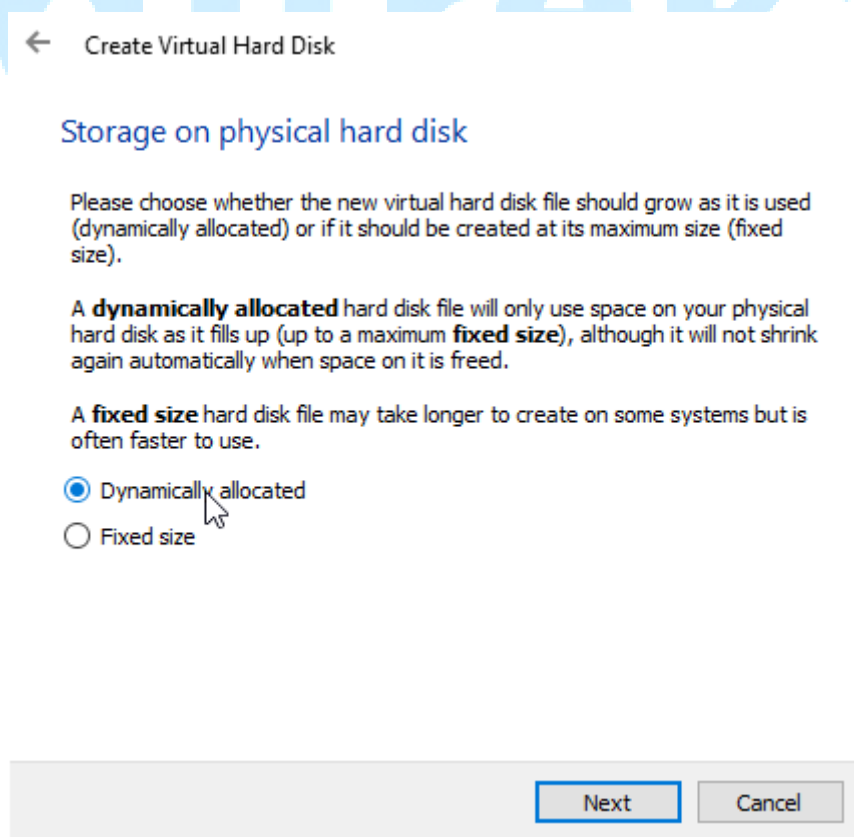 Create Virtual Hard Disk
Storage on physical hard disk
Please choose whether the new virtual hard disk file should grow as it is used
(dynamically allocated) or if it should be created at its maximum size (fixed
size).
A dynamically allocated hard disk file will only use space on your physical
hard disk as it fills up (up to a maximum fixed size), although it will not shrink
again automatically when space on it is freed.
A fixed size hard disk file may take longer to create on some systems but is
often faster to use.
Dynamically allocated
Fixed size
Next Cancel